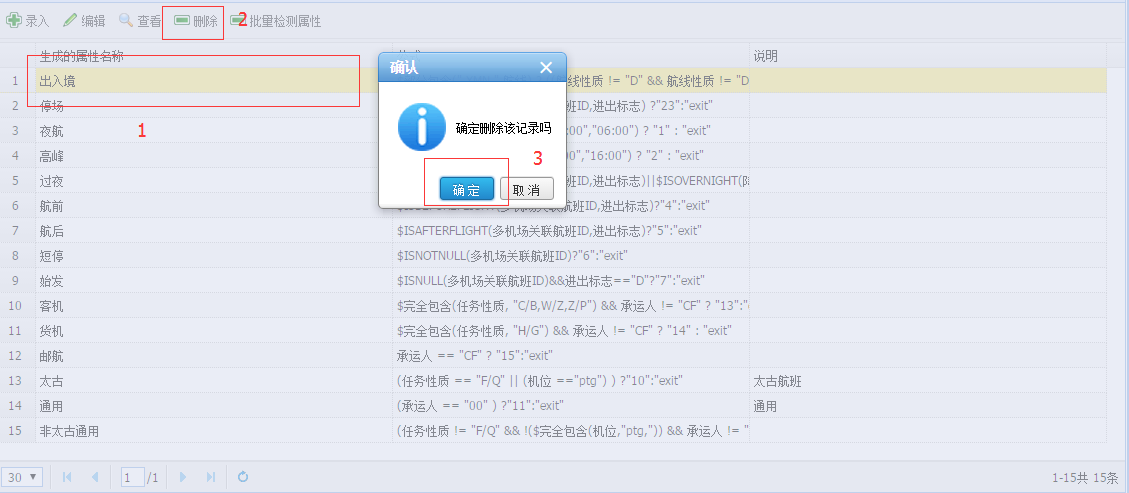 录入 编辑 查看 删除 2 批量检测属性
生成的属性名称 说明
确认
1 出入境 线性质 != "D" && 航线性质 != "D
2 停场 班ID,进出标志) ?"23":"exit"
3 夜航 :00","06:00") ? "1" : "exit"
4 高峰 00","16:00") ? "2" : "exit"
5 过夜 班ID,进出标志)||$ISOVERNIGHT(
6 航前 班ID,进出标志)?"4":"exit"
7 航后 $ISAFTERFLIGHT(多机场关联航班ID,进出标志)?"5":"exit"
8 短停 $ISNOTNULL(多机场关联航班ID)?"6":"exit"
9 始发 $ISNULL(多机场关联航班ID)&&进出标志=="D"?"7":"exit"
10 客机 $完全包含(任务性质, "C/B,W/Z,Z/P") && 承运人 != "CF" ? "13":"
11 货机 $完全包含(任务性质, "H/G") && 承运人 != "CF" ? "14" : "exit"
12 邮航 承运人 == "CF" ? "15":"exit"
13 太古 (任务性质 == "F/Q" || (机位 =="ptg") ) ?"10":"exit" 太古航班
14 通用 (承运人 == "00" ) ?"11":"exit" 通用
15 非太古通用 (任务性质 != "F/Q" && !($完全包含(机位,"ptg,")) && 承运人 != "
1
确定删除该记录吗
3
确定 取消
30 1 /1 1-15共 15条